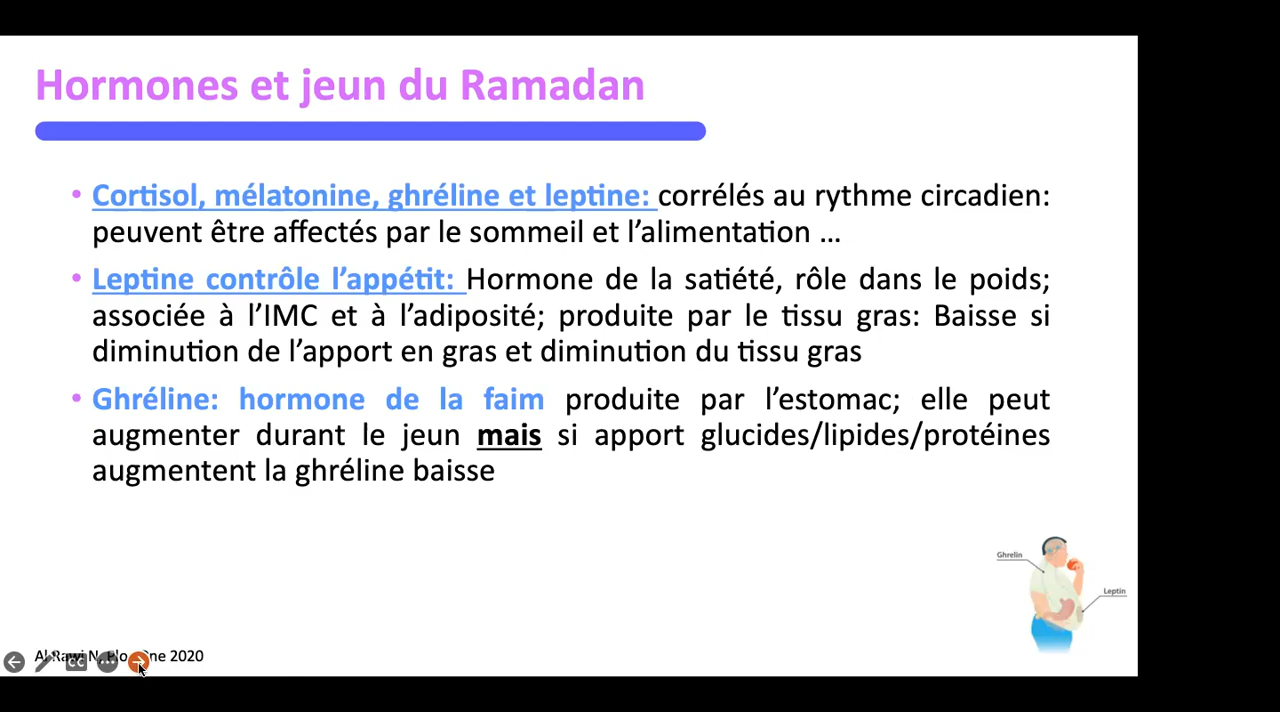 Hormones et jeun du Ramadan
• Cortisol, mélatonine, ghréline et leptine: corrélés au rythme circadien:
peuvent être affectés par le sommeil et l’alimentation ...
• Leptine contrôle l’appétit: Hormone de la satiété, rôle dans le poids;
associée à l’IMC et à l’adiposité; produite par le tissu gras: Baisse si
diminution de l’apport en gras et diminution du tissu gras
• Ghréline: hormone de la faim produite par l’estomac; elle peut
augmenter durant le jeun mais si apport glucides/lipides/protéines
augmentent la ghréline baisse
Ghrelin
Leptin
2020
CC